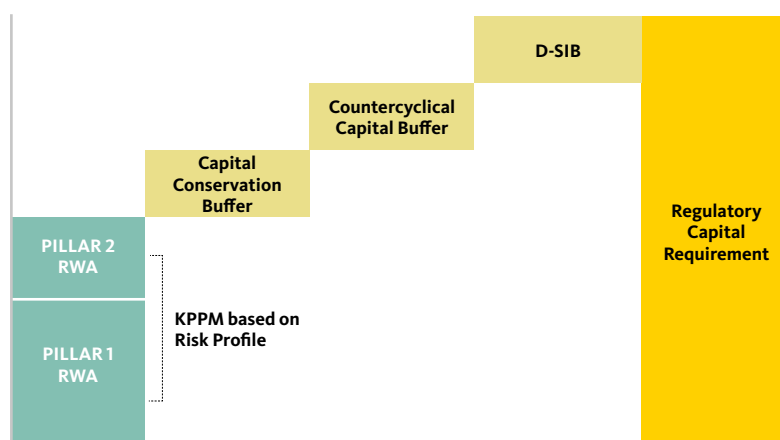 D-SIB
Countercyclical
Capital Buffer
Capital
Conservation
Buffer
Regulatory
Capital
Requirement
PILLAR 2
RWA
KPPM based on
Risk Profile
PILLAR 1
RWA